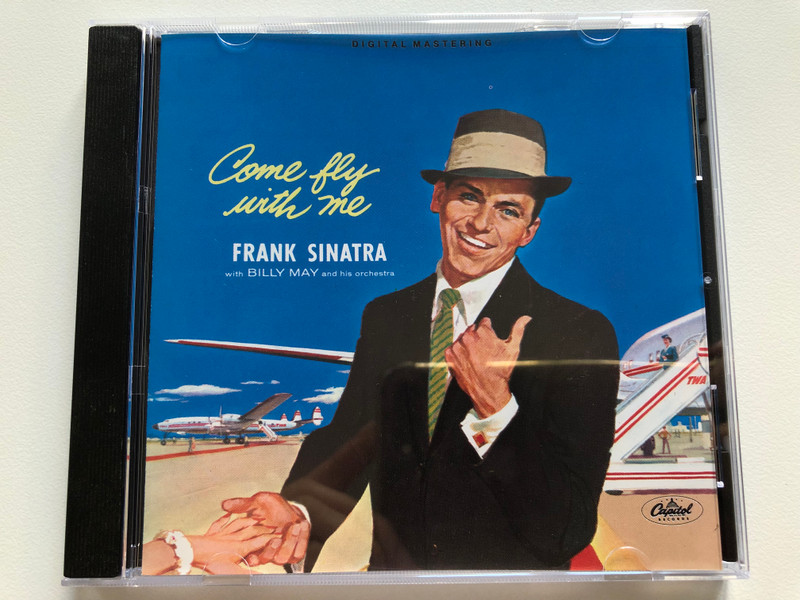 DIGITAL MASTERING
Come fly
with me
FRANK SINATRA
with BILLY MAY and his orchestra
TWA
Capitol
RECORDS